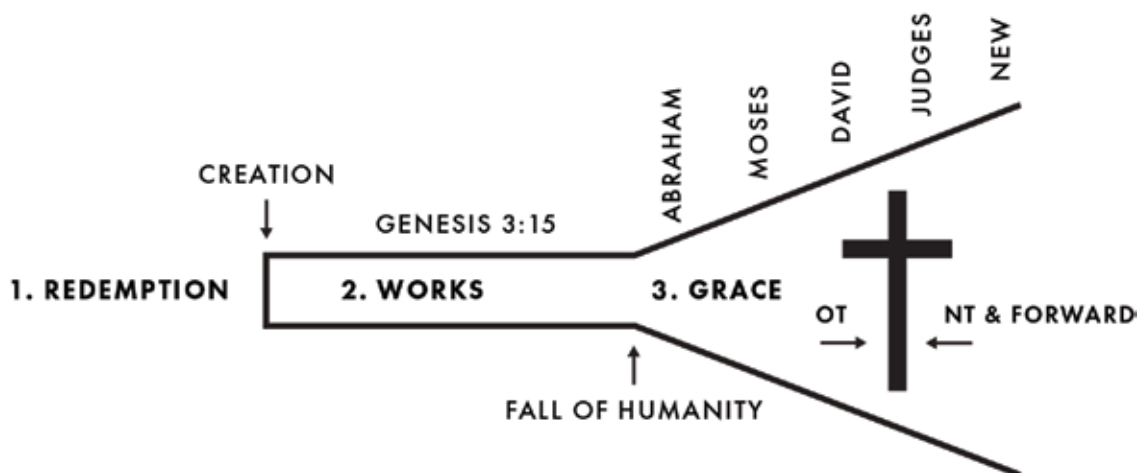 ABRAHAM
MOSES
DAVID
JUDGES
NEW
CREATION
GENESIS 3:15
1. REDEMPTION
2. WORKS
3. GRACE
OT
NT & FORWARD
FALL OF HUMANITY